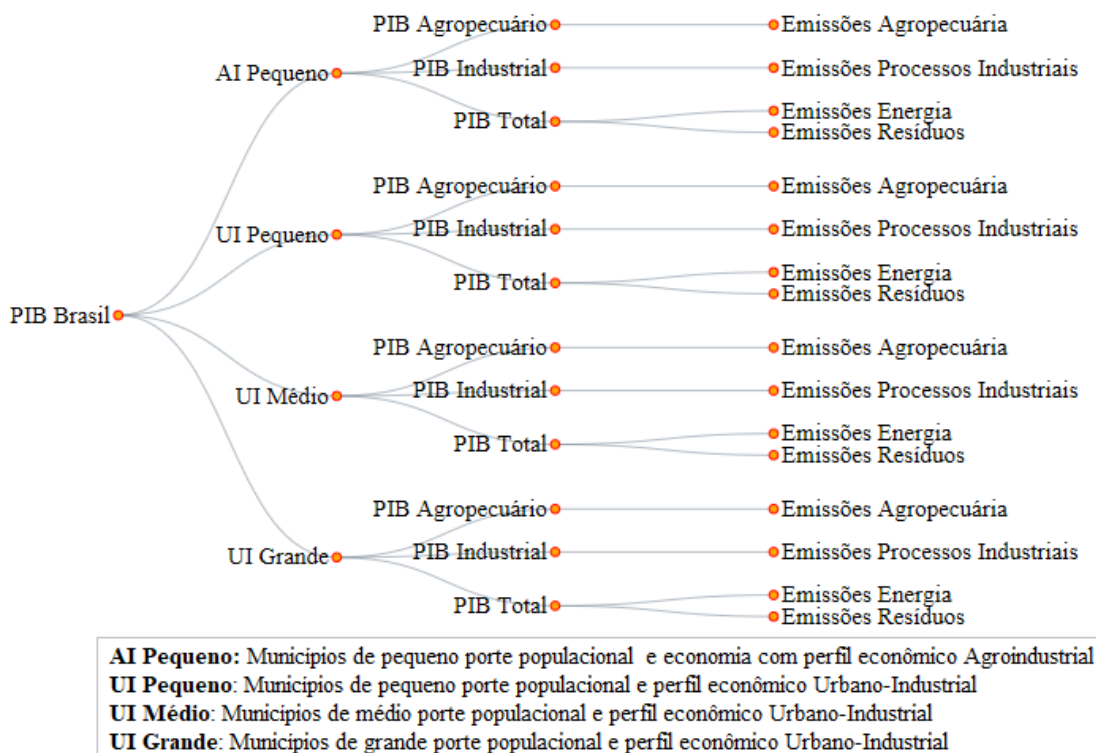 PIB Agropecuário Emissões Agropecuária
PIB Industrial Emissões Processos Industriais
AI Pequeno
PIB Total
Emissões Energia
Emissões Resíduos
PIB Agropecuário Emissões Agropecuária
PIB Industrial Emissões Processos Industriais
UI Pequeno
PIB Total
Emissões Energia
Emissões Resíduos
PIB Brasil
PIB Agropecuário Emissões Agropecuária
PIB Industrial Emissões Processos Industriais
UI Médio
PIB Total
Emissões Energia
Emissões Resíduos
PIB Agropecuário Emissões Agropecuária
PIB Industrial Emissões Processos Industriais
UI Grande
PIB Total
Emissões Energia
Emissões Resíduos
AI Pequeno: Municípios de pequeno porte populacional e economia com perfil econômico Agroindustrial
UI Pequeno: Municípios de pequeno porte populacional e perfil econômico Urbano-Industrial
UI Médio: Municípios de médio porte populacional e perfil econômico Urbano-Industrial
UI Grande: Municípios de grande porte populacional e perfil econômico Urbano-Industrial